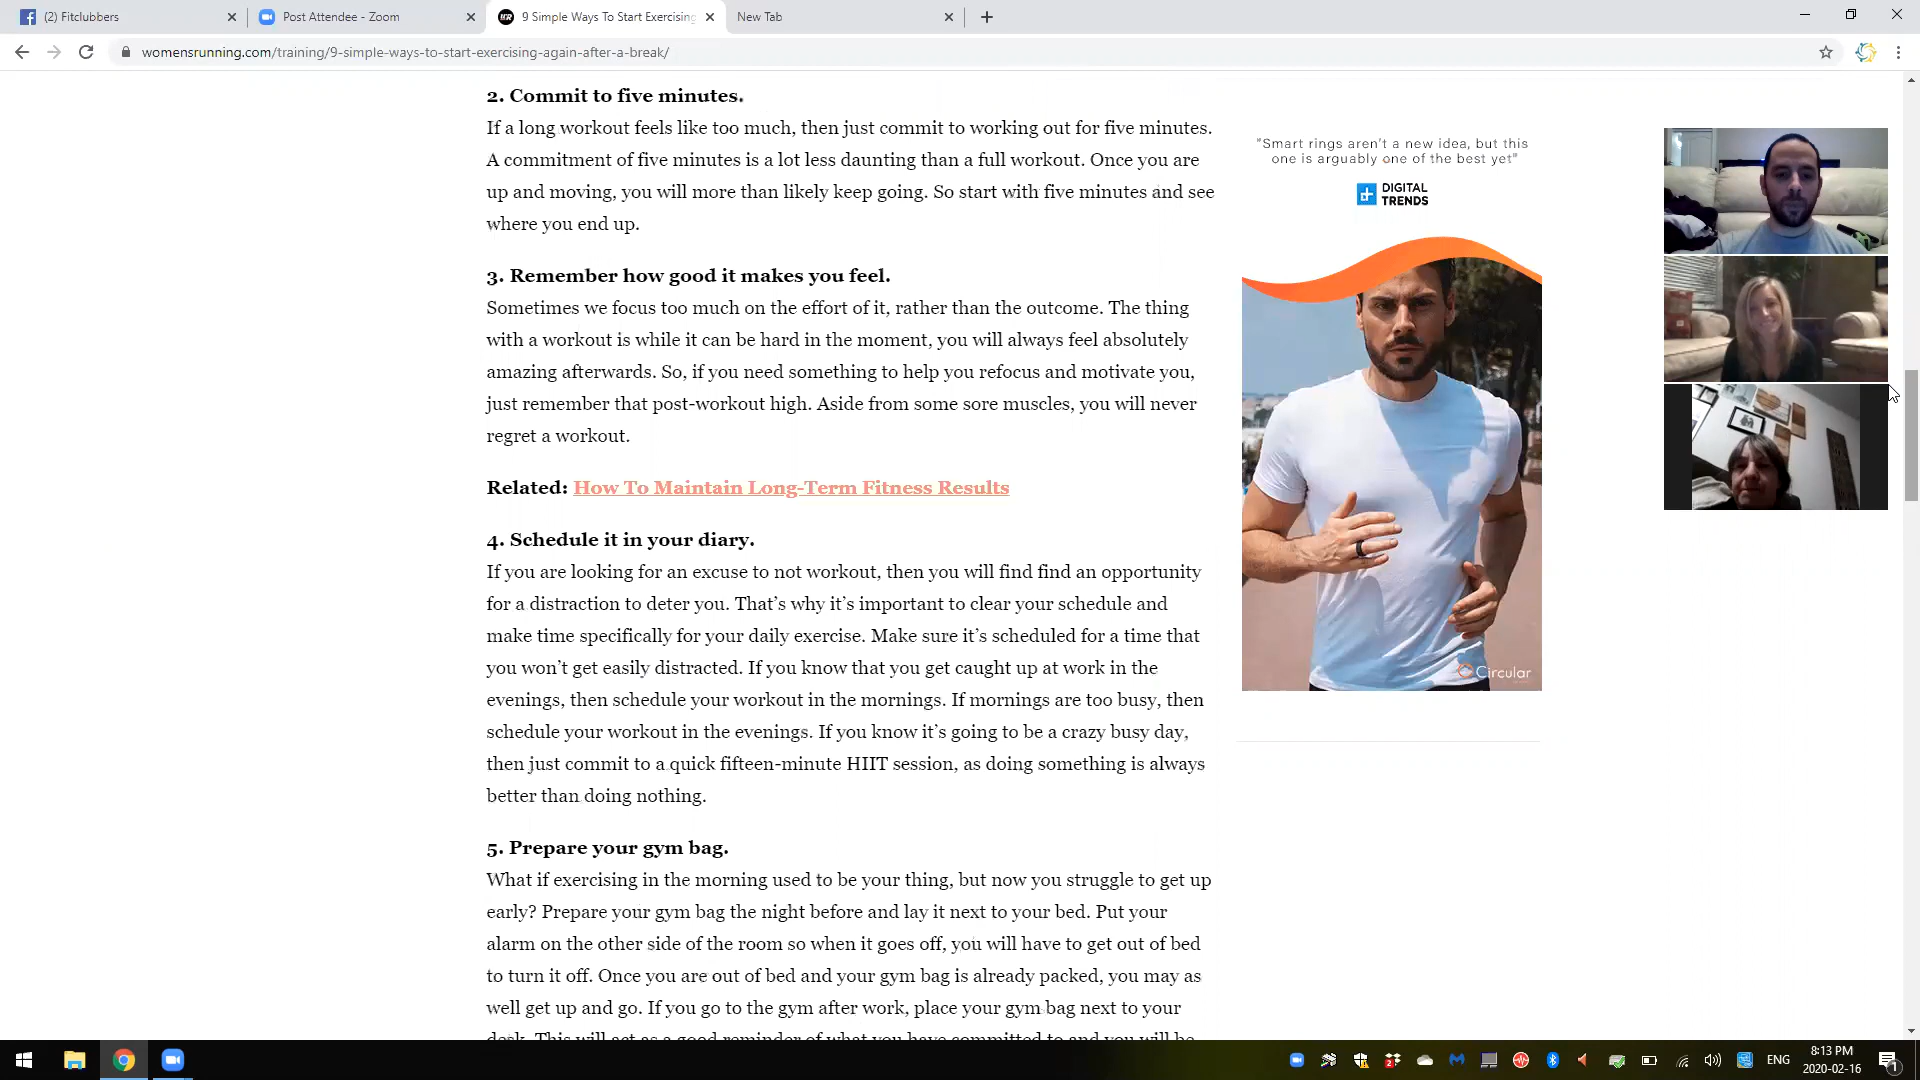 (2) Fitclubbers
Post Attendee - Zoom
9 Simple Ways To Start Exercising
New Tab
womensrunning.com/training/9-simple-ways-to-start-exercising-again-after-a-break/
2. Commit to five minutes.
If a long workout feels like too much, then just commit to working out for five minutes.
A commitment of five minutes is a lot less daunting than a full workout. Once you are
up and moving, you will more than likely keep going. So start with five minutes and see
where you end up.
3. Remember how good it makes you feel.
Sometimes we focus too much on the effort of it, rather than the outcome. The thing
with a workout is while it can be hard in the moment, you will always feel absolutely
amazing afterwards. So, if you need something to help you refocus and motivate you,
just remember that post-workout high. Aside from some sore muscles, you will never
regret a workout.
Related: How To Maintain Long-Term Fitness Results
4. Schedule it in your diary.
If you are looking for an excuse to not workout, then you will find find an opportunity
for a distraction to deter you. That's why it's important to clear your schedule and
make time specifically for your daily exercise. Make sure it's scheduled for a time that
you won't get easily distracted. If you know that you get caught up at work in the
evenings, then schedule your workout in the mornings. If mornings are too busy, then
schedule your workout in the evenings. If you know it's going to be a crazy busy day,
then just commit to a quick fifteen-minute HIIT session, as doing something is always
better than doing nothing.
5. Prepare your gym bag.
What if exercising in the morning used to be your thing, but now you struggle to get up
early? Prepare your gym bag the night before and lay it next to your bed. Put your
alarm on the other side of the room so when it goes off, you will have to get out of bed
to turn it off. Once you are out of bed and your gym bag is already packed, you may as
well get up and go. If you go to the gym after work, place your gym bag next to your
desk. This will act as a good reminder of what you have committed to and you will be
"Smart rings aren't a new idea, but this
one is arguably one of the best yet"
DIGITAL
TRENDS
Circular
ENG
8:13 PM
2020-02-16